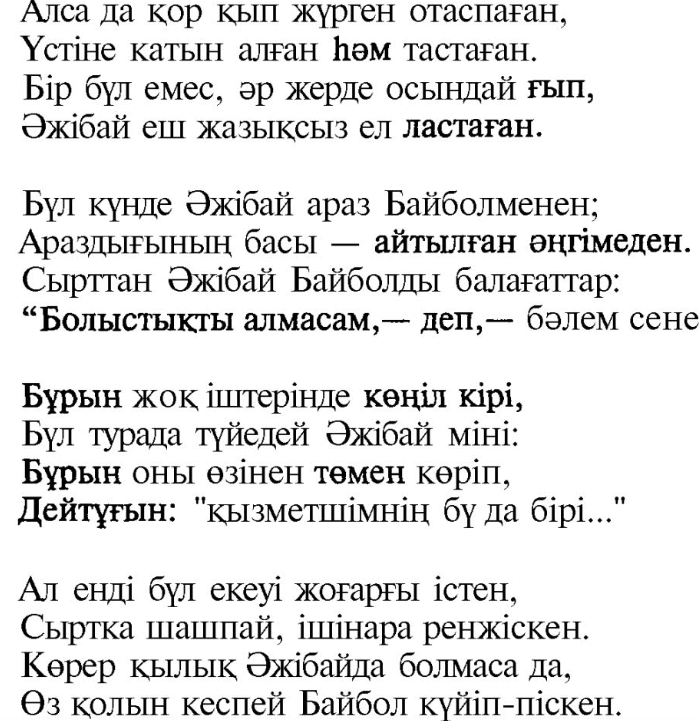 Алса да қор қып жүрген отаспаған,
Үстіне катын алған һәм тастаған.
Бір бұл емес, әр жерде осындай ғып,
Әжібай еш жазықсыз ел ластаған.
Бұл күнде Әжібай араз Байболменен;
Араздығының басы — айтылған әңгімеден.
Сырттан Әжібай Байболды балағаттар:
“Болыстықты алмасам,— деп,— бәлем сене
Бұрын жоқ іштерінде көңіл кірі,
Бұл турада түйедей Әжібай міні:
Бұрын оны өзінен төмен көріп,
Дейтұғын: "қызметшімнің бұ да бірі..."
Ал енді бұл екеуі жоғарғы істен,
Сыртка шашпай, ішінара ренжіскен.
Көрер қылық Әжібайда болмаса да,
Өз қолын кеспей Байбол күйіп-піскен.